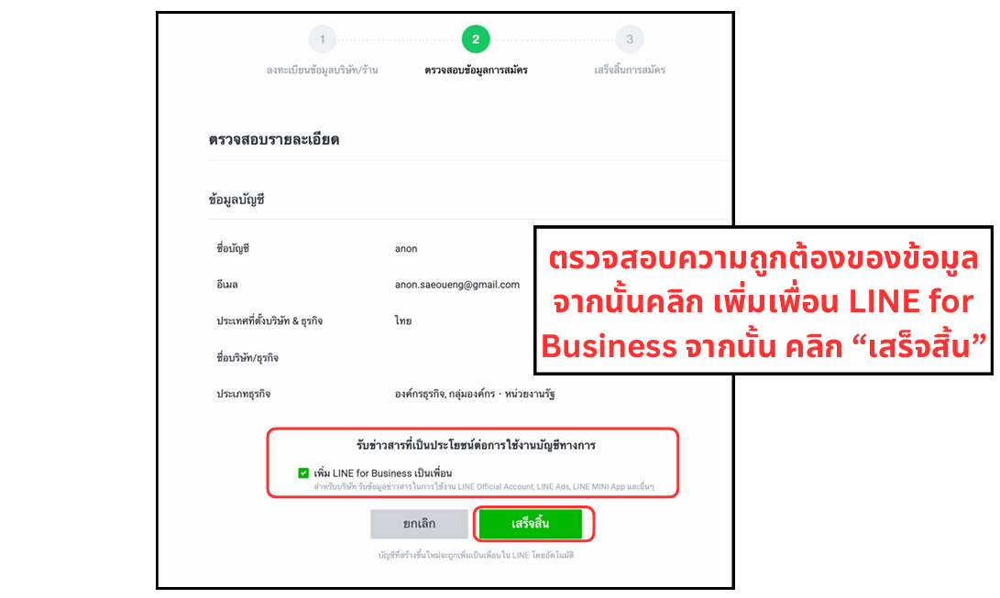 1
2
3
ลงทะเบียนข้อมูลบริษัท/ร้าน
ตรวจสอบข้อมูลการสมัคร
เสร็จสิ้นการสมัคร
ตรวจสอบรายละเอียด
ข้อมูลบัญชี
ชื่อบัญชี anon
อีเมล anon.saeoueng@gmail.com
ประเทศที่ตั้งบริษัท & ธุรกิจ ไทย
ชื่อบริษัท/ธุรกิจ
ประเภทธุรกิจ องค์กรธุรกิจ, กลุ่มองค์กร · หน่วยงานรัฐ
ตรวจสอบความถูกต้องของข้อมูล
จากนั้นคลิก เพิ่มเพื่อน LINE for
Business จากนั้น คลิก “เสร็จสิ้น”
รับข่าวสารที่เป็นประโยชน์ต่อการใช้งานบัญชีทางการ
เพิ่ม LINE for Business เป็นเพื่อน
สำหรับบริษัท รับข้อมูลข่าวสารในการใช้งาน LINE Official Account, LINE Ads, LINE MINI App และอื่นๆ
ยกเลิก
เสร็จสิ้น
บัญชีที่สร้างขึ้นใหม่จะถูกเพิ่มเป็นเพื่อนใน LINE โดยอัตโนมัติ